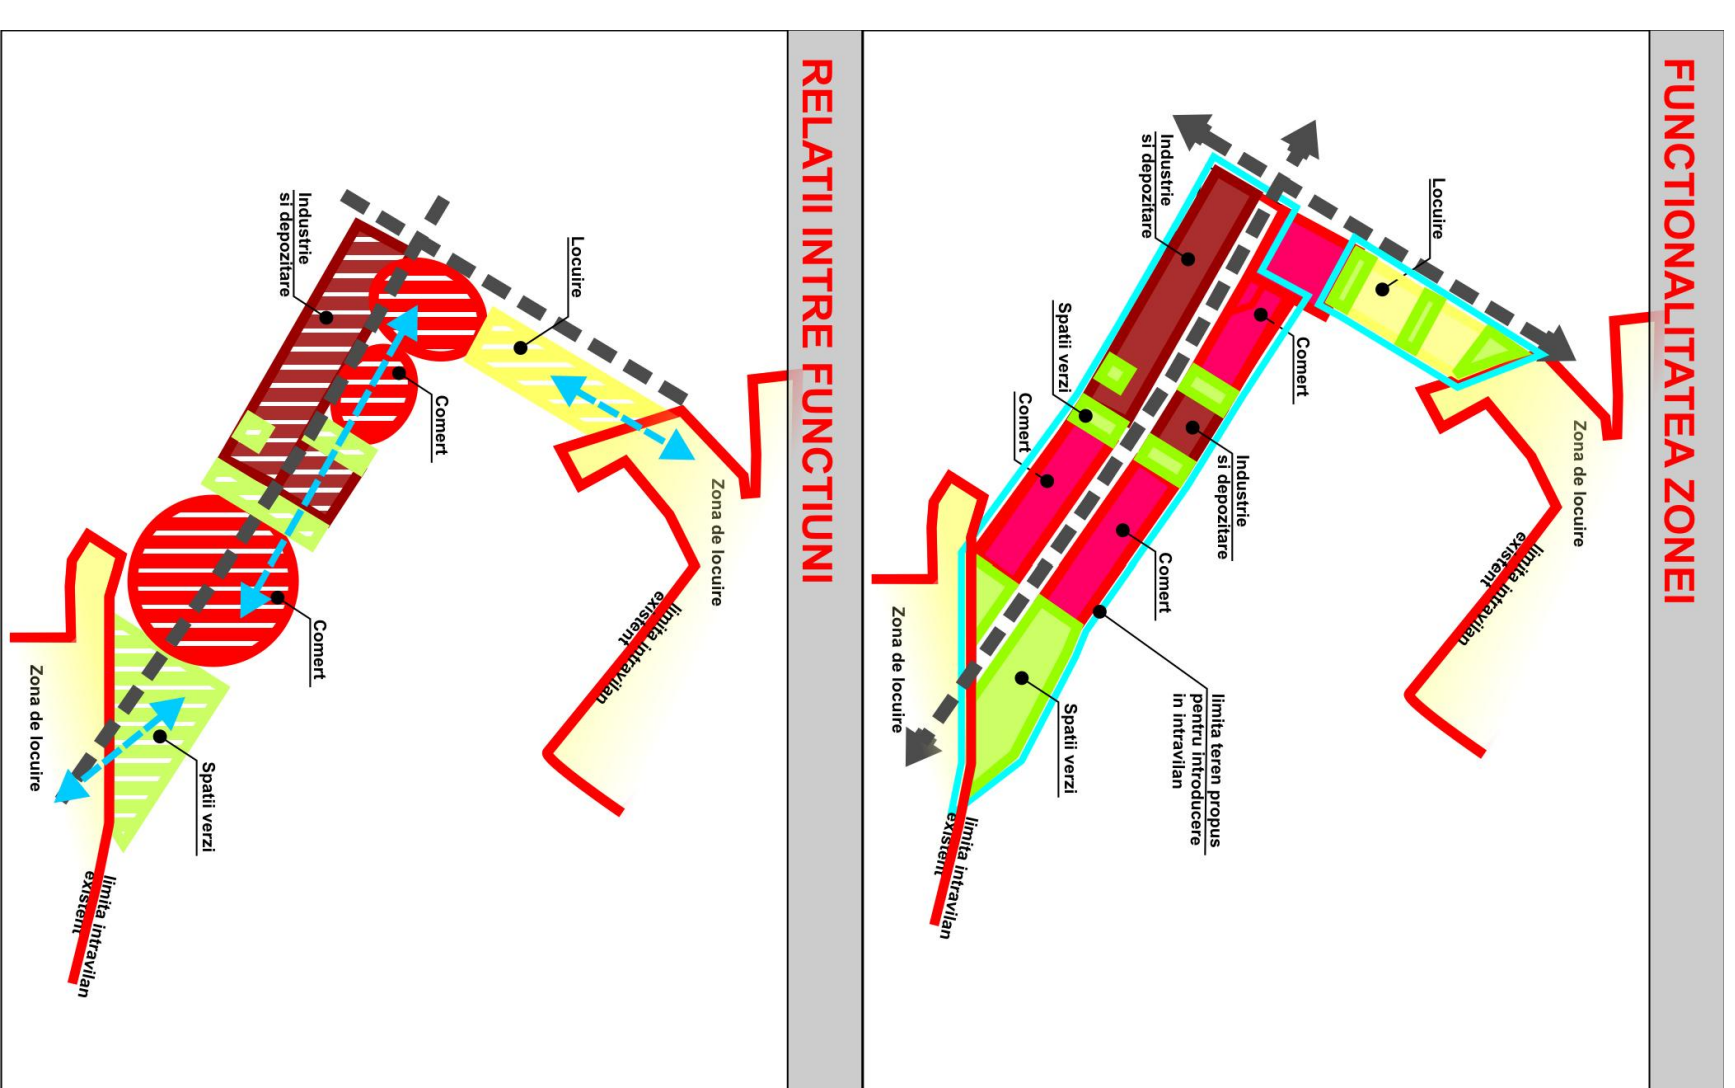 FUNCTIONALITATEA ZONEI
Locuire
Industrie
si depozitare
Comert
Spatii verzi
Comert
Industrie
si depozitare
Zona de locuire
limita intravilan
existent
Comert
Zona de locuire
limita teren propus
pentru introducere
in intravilan
Spatii verzi
limita intravilan
existent
RELATII INTRE FUNCTIUNI
Locuire
Industrie
si depozitare
Comert
Zona de locuire
limita intravilan
existent
Comert
Zona de locuire
Spatii verzi
limita intravilan
existent